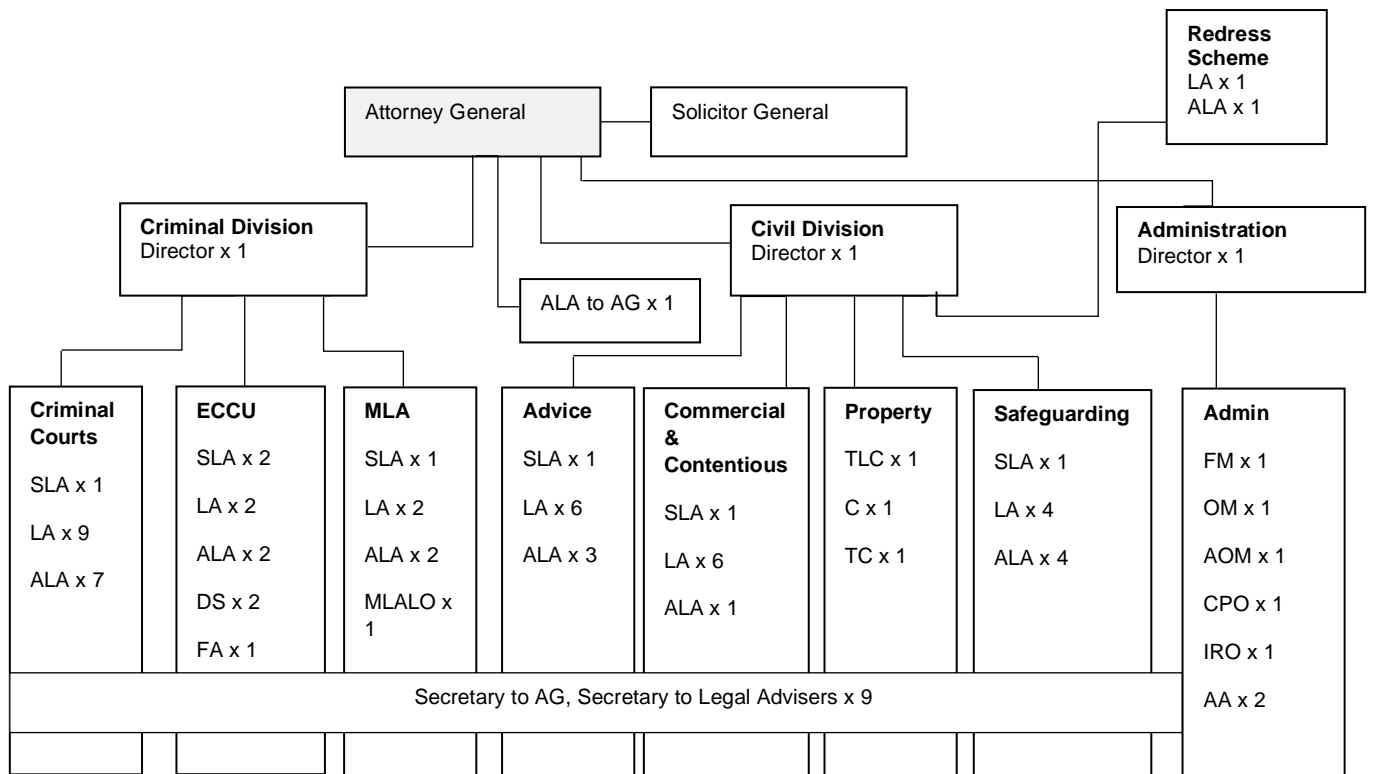 Redress
Scheme
LA x 1
ALA x 1
Attorney General
Solicitor General
Criminal Division
Director x 1
Civil Division
Director x 1
Administration
Director x 1
ALA to AG x 1
Criminal
Courts
SLA x 1
LA x 9
ALA x 7
ECCU
SLA x 2
LA x 2
ALA x 2
DS x 2
FA x 1
MLA
SLA x 1
LA x 2
ALA x 2
MLALO x
1
Advice
SLA x 1
LA x 6
ALA x 3
Commercial
&
Contentious
SLA x 1
LA x 6
ALA x 1
Property
TLC x 1
C x 1
TC x 1
Safeguarding
SLA x 1
LA x 4
ALA x 4
Admin
FM x 1
OM x 1
AOM x 1
CPO x 1
IRO x 1
AA x 2
Secretary to AG, Secretary to Legal Advisers x 9